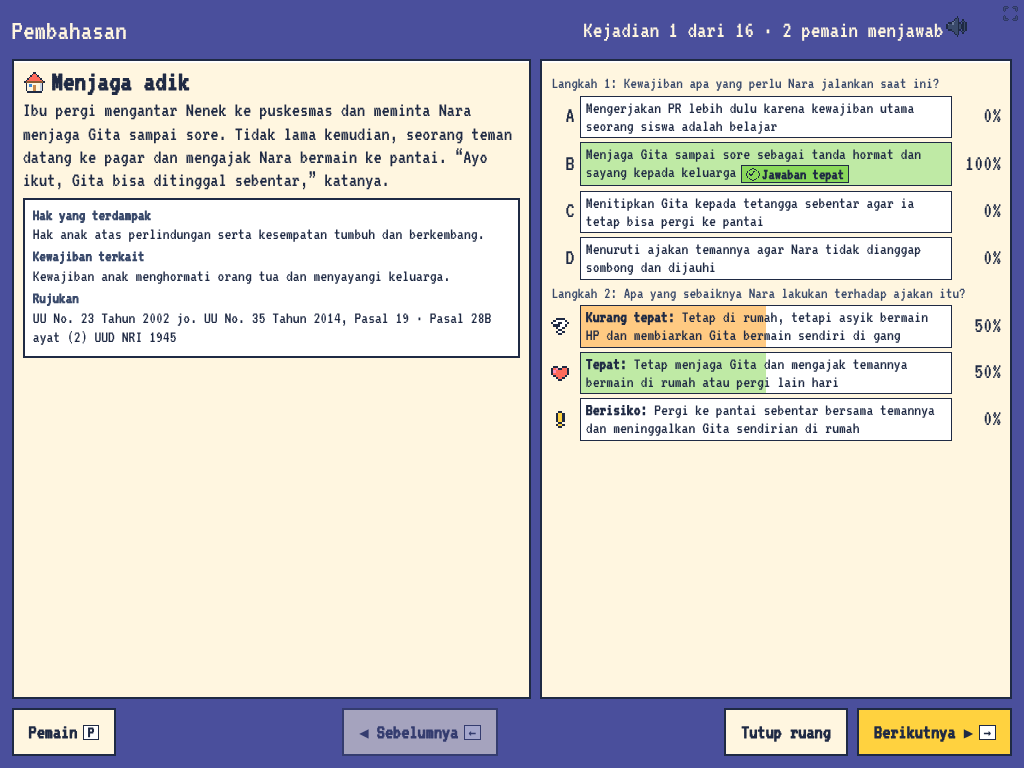 Pembahasan
Kejadian 1 dari 16 · 2 pemain menjawab
Menjaga adik
Ibu pergi mengantar Nenek ke puskesmas dan meminta Nara
menjaga Gita sampai sore. Tidak lama kemudian, seorang teman
datang ke pagar dan mengajak Nara bermain ke pantai. “Ayo
ikut, Gita bisa ditinggal sebentar,” katanya.
Hak yang terdampak
Hak anak atas perlindungan serta kesempatan tumbuh dan berkembang.
Kewajiban terkait
Kewajiban anak menghormati orang tua dan menyayangi keluarga.
Rujukan
UU No. 23 Tahun 2002 jo. UU No. 35 Tahun 2014, Pasal 19 · Pasal 28B
ayat (2) UUD NRI 1945
Langkah 1: Kewajiban apa yang perlu Nara jalankan saat ini?
A Mengerjakan PR lebih dulu karena kewajiban utama
seorang siswa adalah belajar 0%
B Menjaga Gita sampai sore sebagai tanda hormat dan
sayang kepada keluarga Jawaban tepat 100%
C Menitipkan Gita kepada tetangga sebentar agar ia
tetap bisa pergi ke pantai 0%
D Menuruti ajakan temannya agar Nara tidak dianggap
sombong dan dijauhi 0%
Langkah 2: Apa yang sebaiknya Nara lakukan terhadap ajakan itu?
Kurang tepat: Tetap di rumah, tetapi asyik bermain
HP dan membiarkan Gita bermain sendiri di gang 50%
Tepat: Tetap menjaga Gita dan mengajak temannya
bermain di rumah atau pergi lain hari 50%
Berisiko: Pergi ke pantai sebentar bersama temannya
dan meninggalkan Gita sendirian di rumah 0%
Pemain P
◀ Sebelumnya ←
Tutup ruang
Berikutnya ▶ →